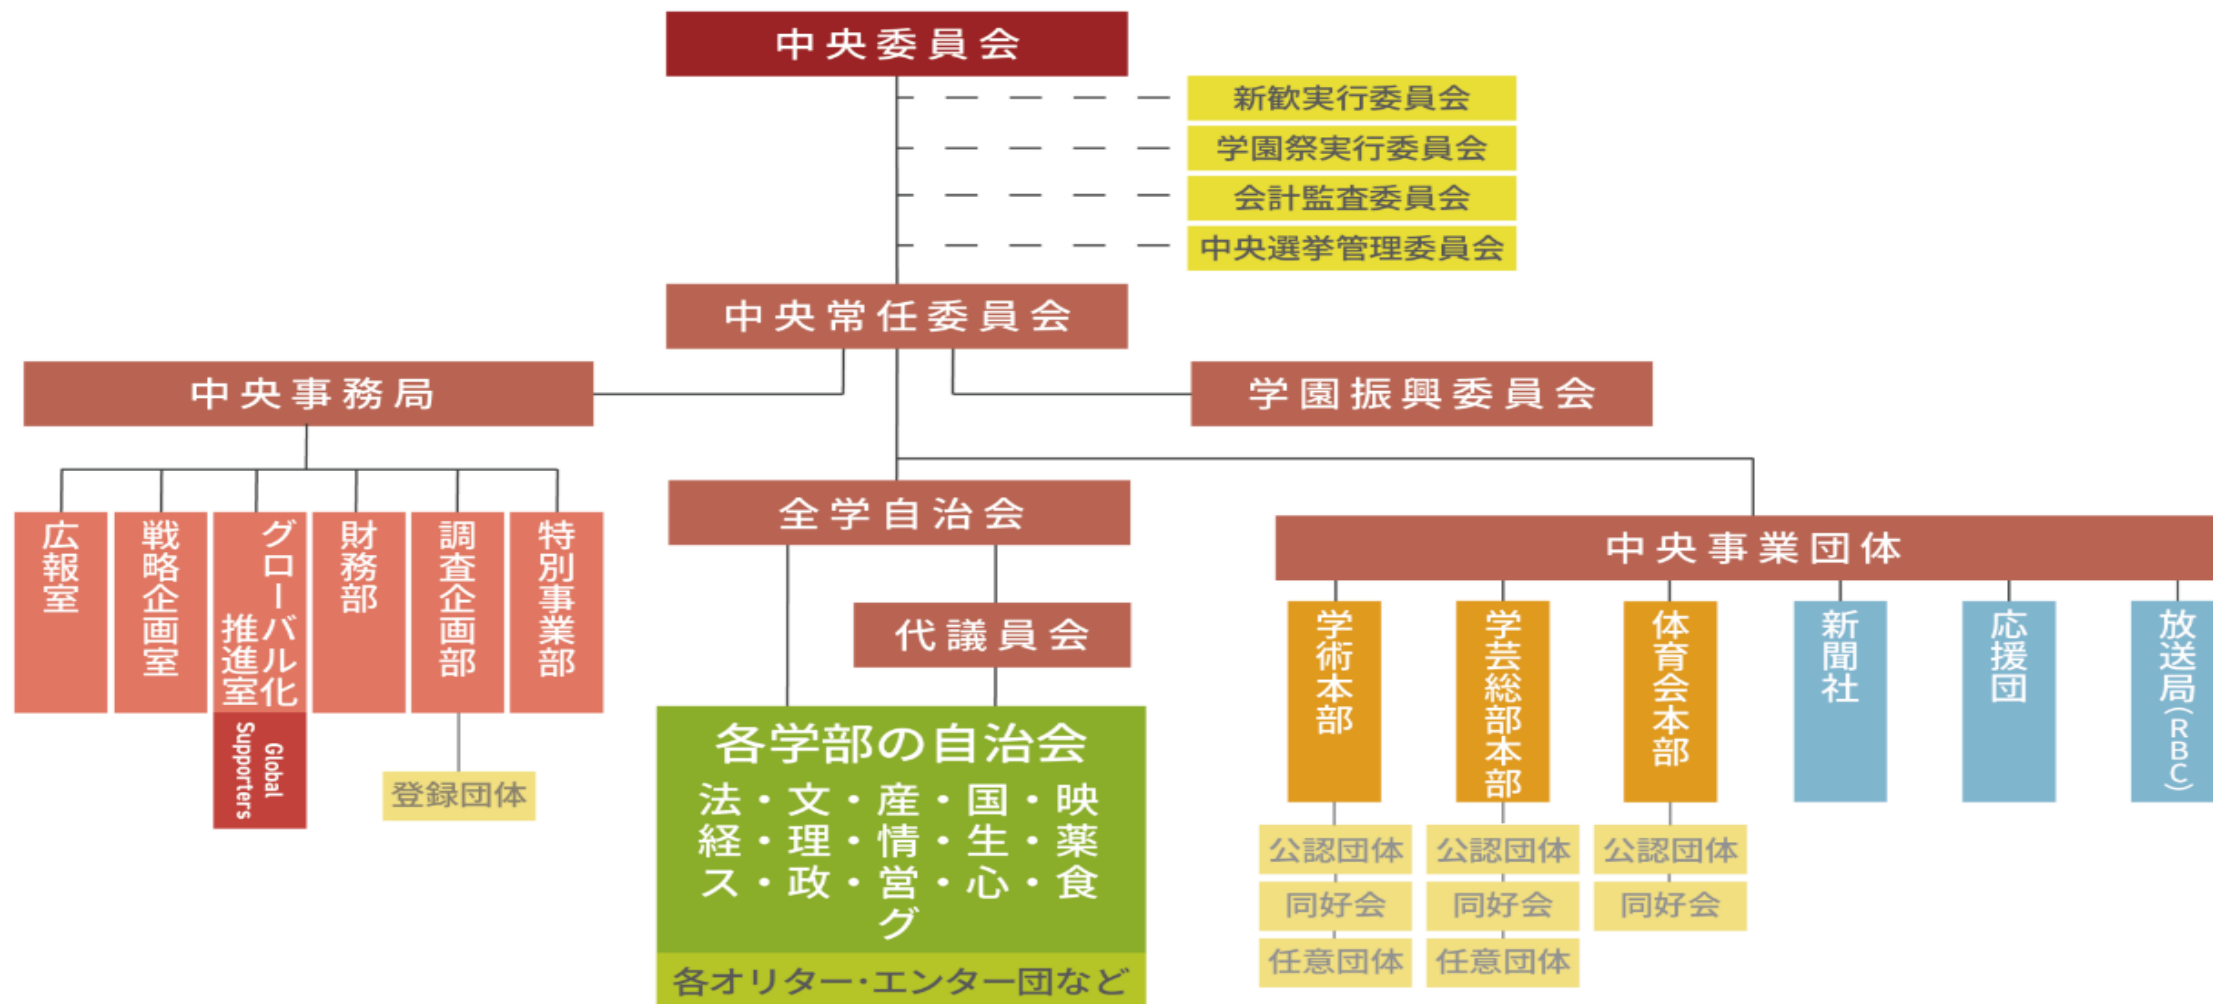 中央委員会
新歓実行委員会
学園祭実行委員会
会計監査委員会
中央選挙管理委員会
中央常任委員会
中央事務局
学園振興委員会
広報室
戦略企画室
グローバル化
推進室
財務部
調査企画部
特別事業部
Global
Supporters
登録団体
全学自治会
代議員会
各学部の自治会
法・文・産・国・映
経・理・情・生・薬
ス・政・営・心・食
グ
各オリター・エンター団など
中央事業団体
学術本部
学芸総部本部
体育会本部
新聞社
応援団
放送局(RBC)
公認団体
同好会
任意団体
公認団体
同好会
任意団体
公認団体
同好会